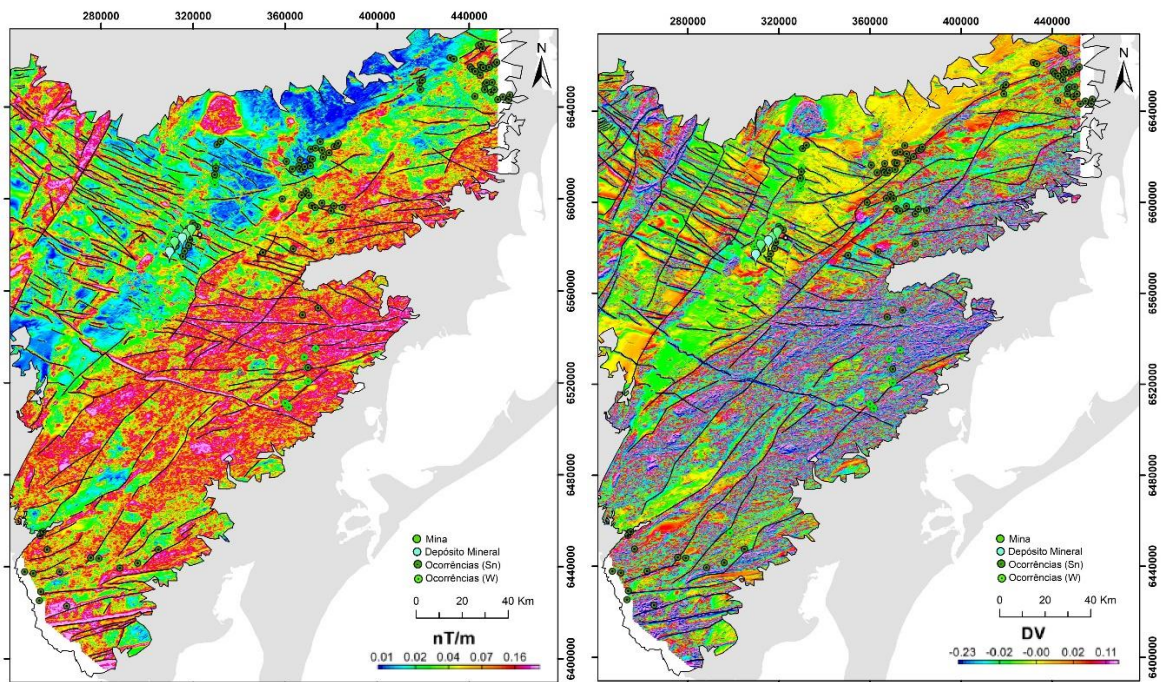 280000 320000 360000 400000 440000
N
6640000
6600000
6560000
6520000
6480000
6440000
6400000
Mina
Depósito Mineral
Ocorrências (Sn)
Ocorrências (W)
0 20 40 Km
nT/m
0.01 0.02 0.04 0.07 0.16
280000 320000 360000 400000 440000
N
6640000
6600000
6560000
6520000
6480000
6440000
6400000
Mina
Depósito Mineral
Ocorrências (Sn)
Ocorrências (W)
0 20 40 Km
DV
-0.23 -0.02 -0.00 0.02 0.11